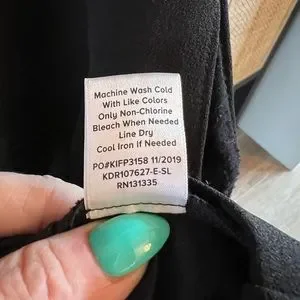 Machine Wash Cold
With Like Colors
Only Non-Chlorine
Bleach When Needed
Line Dry
Cool Iron if Needed
PO#KIFP3158 11/2019
KDR107627-E-SL
RN131335